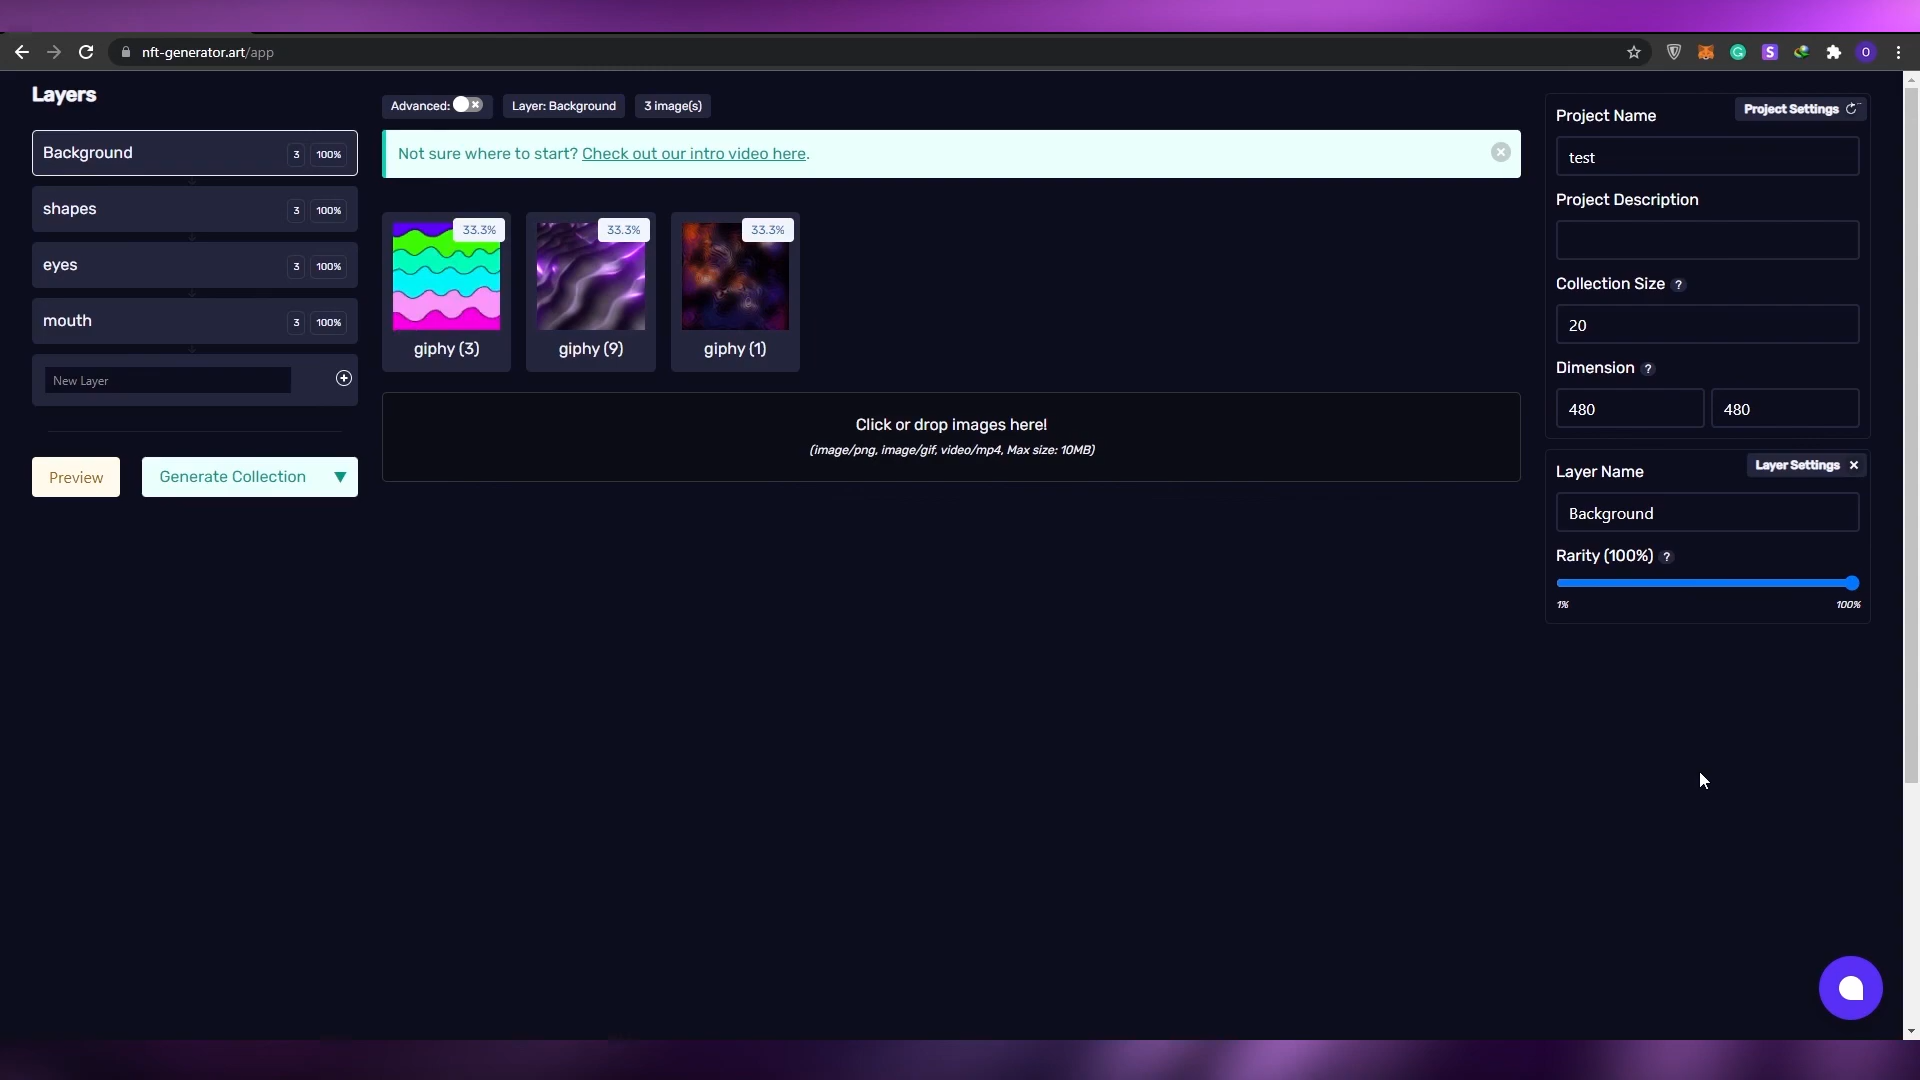 nft-generator.art/app
S
O
Layers
Background 3 100%
shapes 3 100%
eyes 3 100%
mouth 3 100%
New Layer
Preview
Generate Collection ▼
Advanced:
Layer: Background
3 image(s)
Not sure where to start? Check out our intro video here.
33.3%
giphy (3)
33.3%
giphy (9)
33.3%
giphy (1)
Click or drop images here!
(image/png, image/gif, video/mp4, Max size: 10MB)
Project Name
Project Settings
test
Project Description
Collection Size ?
20
Dimension ?
480
480
Layer Name
Layer Settings
Background
Rarity (100%) ?
1%
100%